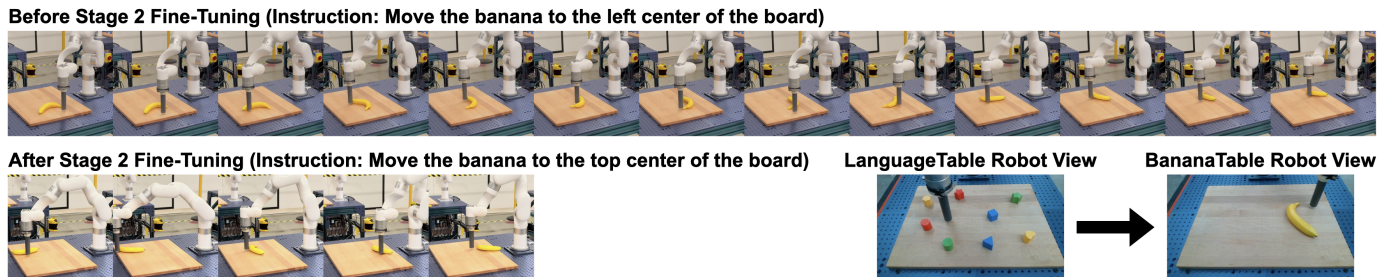 Before Stage 2 Fine-Tuning (Instruction: Move the banana to the left center of the board)
After Stage 2 Fine-Tuning (Instruction: Move the banana to the top center of the board)
LanguageTable Robot View
BananaTable Robot View